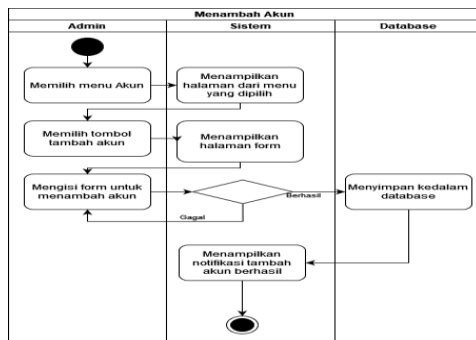 Menambah Akun
Admin
Sistem
Database
Memilih menu Akun
Menampilkan
halaman dari menu
yang dipilih
Memilih tombol
tambah akun
Menampilkan
halaman form
Mengisi form untuk
menambah akun
Berhasil
Gagal
Menyimpan kedalam
database
Menampilkan
notifikasi tambah
akun berhasil